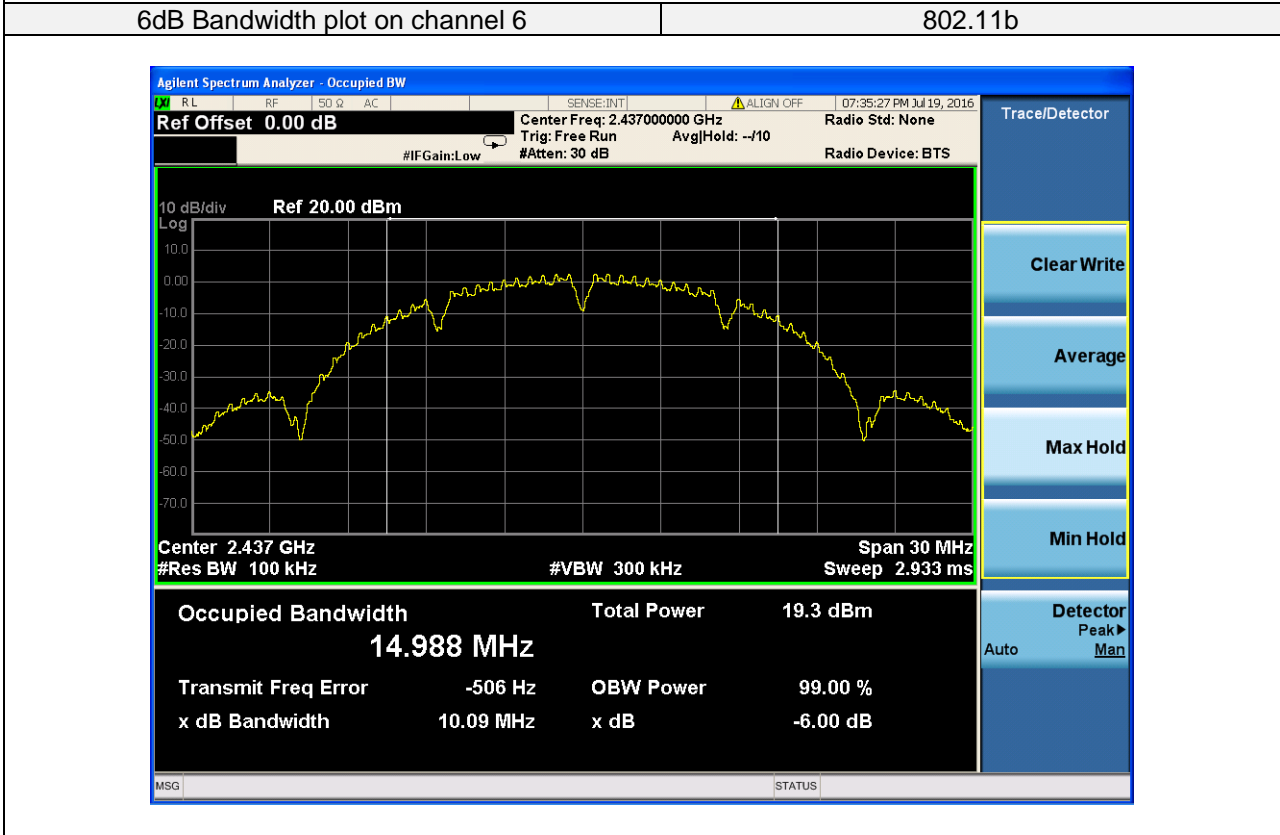 6dB Bandwidth plot on channel 6 802.11b
Agilent Spectrum Analyzer - Occupied BW
LXI RL RF 50 Ω AC SENSE:INT ALIGN OFF 07:35:27 PM Jul 19, 2016
Ref Offset 0.00 dB Center Freq: 2.437000000 GHz Radio Std: None
Trig: Free Run Avg|Hold: --/10
#IFGain:Low #Atten: 30 dB Radio Device: BTS
Trace/Detector
10 dB/div Ref 20.00 dBm
Log
10.0
0.00
-10.0
-20.0
-30.0
-40.0
-50.0
-60.0
-70.0
Center 2.437 GHz Span 30 MHz
#Res BW 100 kHz #VBW 300 kHz Sweep 2.933 ms
Clear Write
Average
Max Hold
Min Hold
Detector
Peak▶
Auto Man
Occupied Bandwidth Total Power 19.3 dBm
14.988 MHz
Transmit Freq Error -506 Hz OBW Power 99.00 %
x dB Bandwidth 10.09 MHz x dB -6.00 dB
MSG STATUS